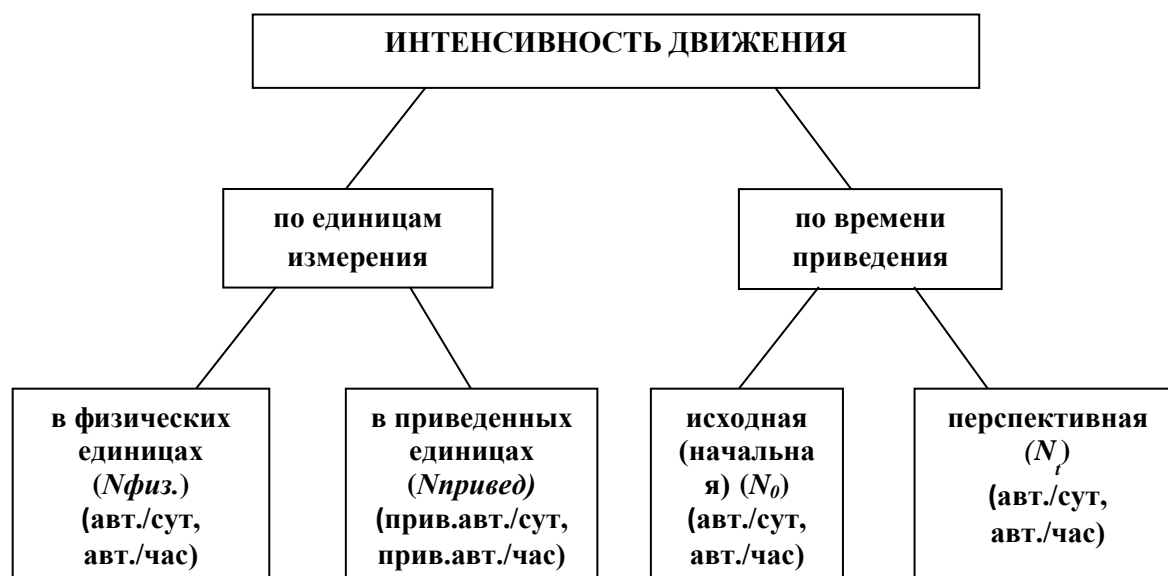 ИНТЕНСИВНОСТЬ ДВИЖЕНИЯ
по единицам
измерения
по времени
приведения
в физических
единицах
(Nфиз.)
(авт./сут,
авт./час)
в приведенных
единицах
(Nпривед)
(прив.авт./сут,
прив.авт./час)
исходная
(начальна
я) (N₀)
(авт./сут,
авт./час)
перспективная
(Nₜ)
(авт./сут,
авт./час)